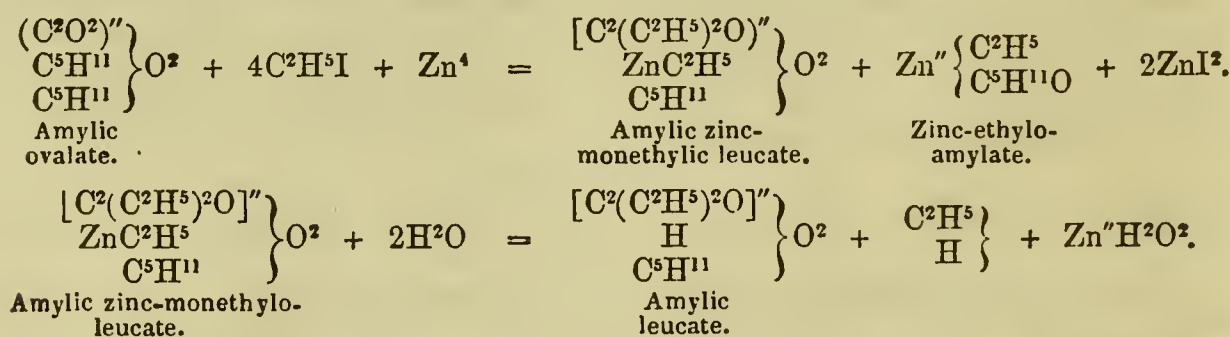 (C²O²)″ [C²(C²H⁵)²O)″
C⁵H¹¹ }O² + 4C²H⁵I + Zn⁴ = ZnC²H⁵ }O² + Zn″ { C²H⁵ C⁵H¹¹O + 2ZnI².
C⁵H¹¹ C⁵H¹¹
Amylic Amylic zinc- Zinc-ethylo-
ovalate. monethylic leucate. amylate.
[C²(C²H⁵)²O]″ [C²(C²H⁵)²O]″
ZnC²H⁵ }O² + 2H²O = H }O² + C²H⁵ H } + Zn″H²O².
C⁵H¹¹ C⁵H¹¹
Amylic zinc-monethylo- Amylic
leucate. leucate.